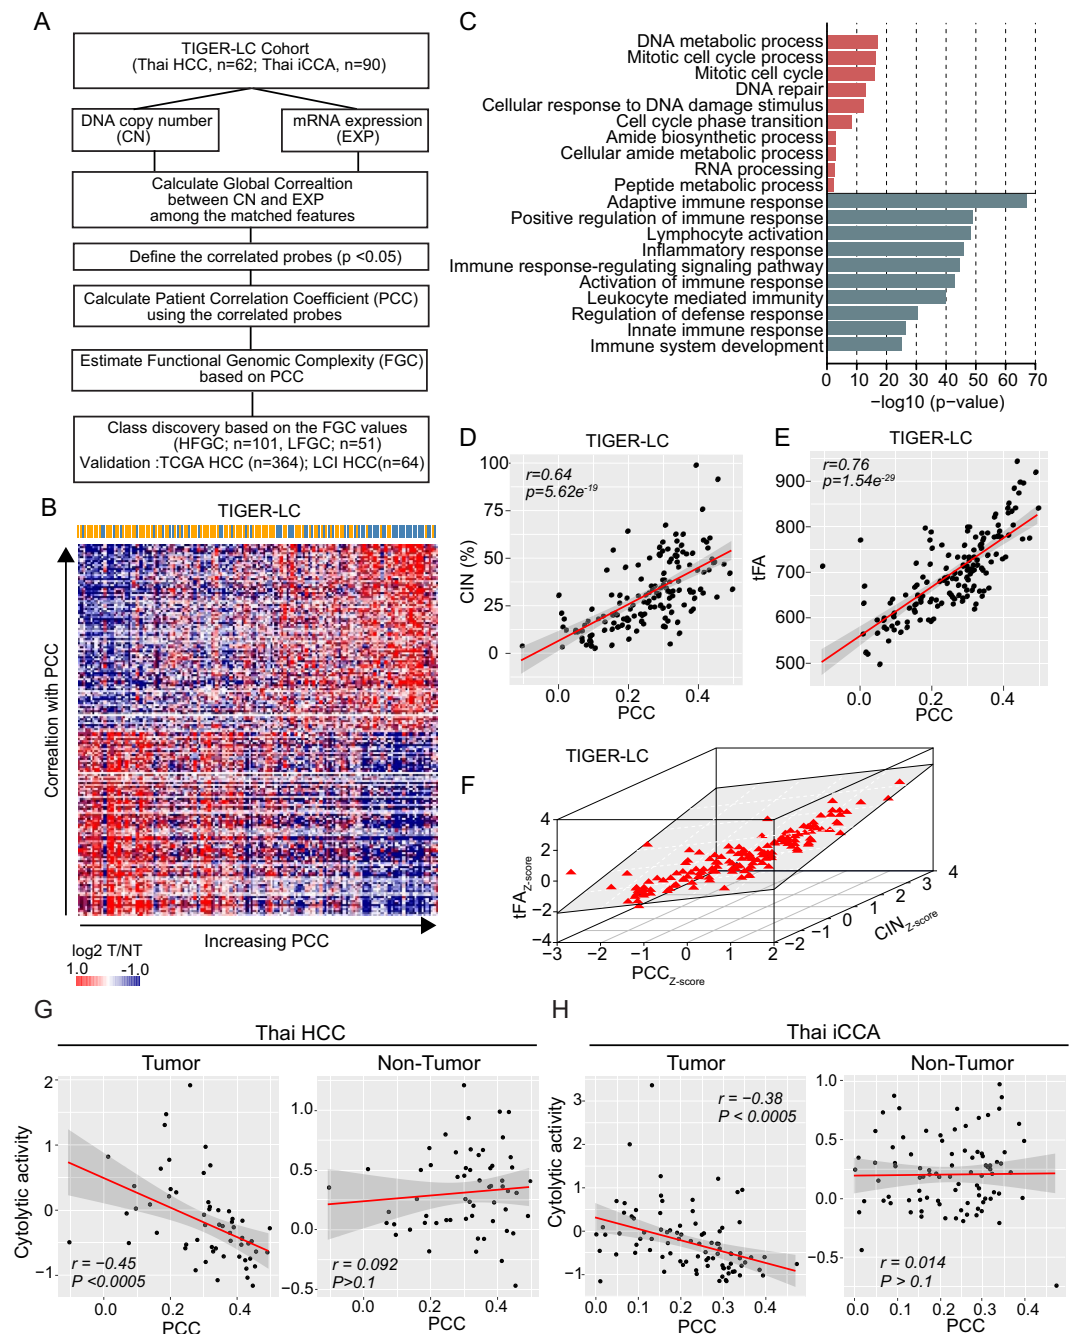 A
TIGER-LC Cohort
(Thai HCC, n=62; Thai iCCA, n=90)
DNA copy number
(CN)
mRNA expression
(EXP)
Calculate Global Correaltion
between CN and EXP
among the matched features
Define the correlated probes (p <0.05)
Calculate Patient Correlation Coefficient (PCC)
using the correlated probes
Estimate Functional Genomic Complexity (FGC)
based on PCC
Class discovery based on the FGC values
(HFGC; n=101, LFGC; n=51)
Validation :TCGA HCC (n=364); LCI HCC(n=64)
B
TIGER-LC
Correaltion with PCC
Increasing PCC
log2 T/NT
1.0 -1.0
C
DNA metabolic process
Mitotic cell cycle process
Mitotic cell cycle
DNA repair
Cellular response to DNA damage stimulus
Cell cycle phase transition
Amide biosynthetic process
Cellular amide metabolic process
RNA processing
Peptide metabolic process
Adaptive immune response
Positive regulation of immune response
Lymphocyte activation
Inflammatory response
Immune response-regulating signaling pathway
Activation of immune response
Leukocyte mediated immunity
Regulation of defense response
Innate immune response
Immune system development
0 10 20 30 40 50 60 70
−log10 (p−value)
D
TIGER-LC
r=0.64
p=5.62e-19
CIN (%)
100
50
25
0
0.0 0.2 0.4
PCC
E
TIGER-LC
r=0.76
p=1.54e-29
tFA
900
800
700
600
500
0.0 0.2 0.4
PCC
F
TIGER-LC
tFA Z-score
4
2
0
−2
−4
−3 −2 −1 0 1 2
PCC Z-score
−2 −1 0 1 2 3 4
CIN Z-score
G
Thai HCC
Tumor
Non-Tumor
Cytolytic activity
2
1
0
−1
r = −0.45
P <0.0005
0.0 0.2 0.4
PCC
1.0
0.5
0.0
−0.5
r = 0.092
P>0.1
0.0 0.2 0.4
PCC
H
Thai iCCA
Tumor
Non-Tumor
Cytolytic activity
3
2
1
0
−1
r = −0.38
P < 0.0005
0.0 0.1 0.2 0.3 0.4
PCC
1.0
0.5
0.0
−0.5
r = 0.014
P > 0.1
0.0 0.1 0.2 0.3 0.4
PCC